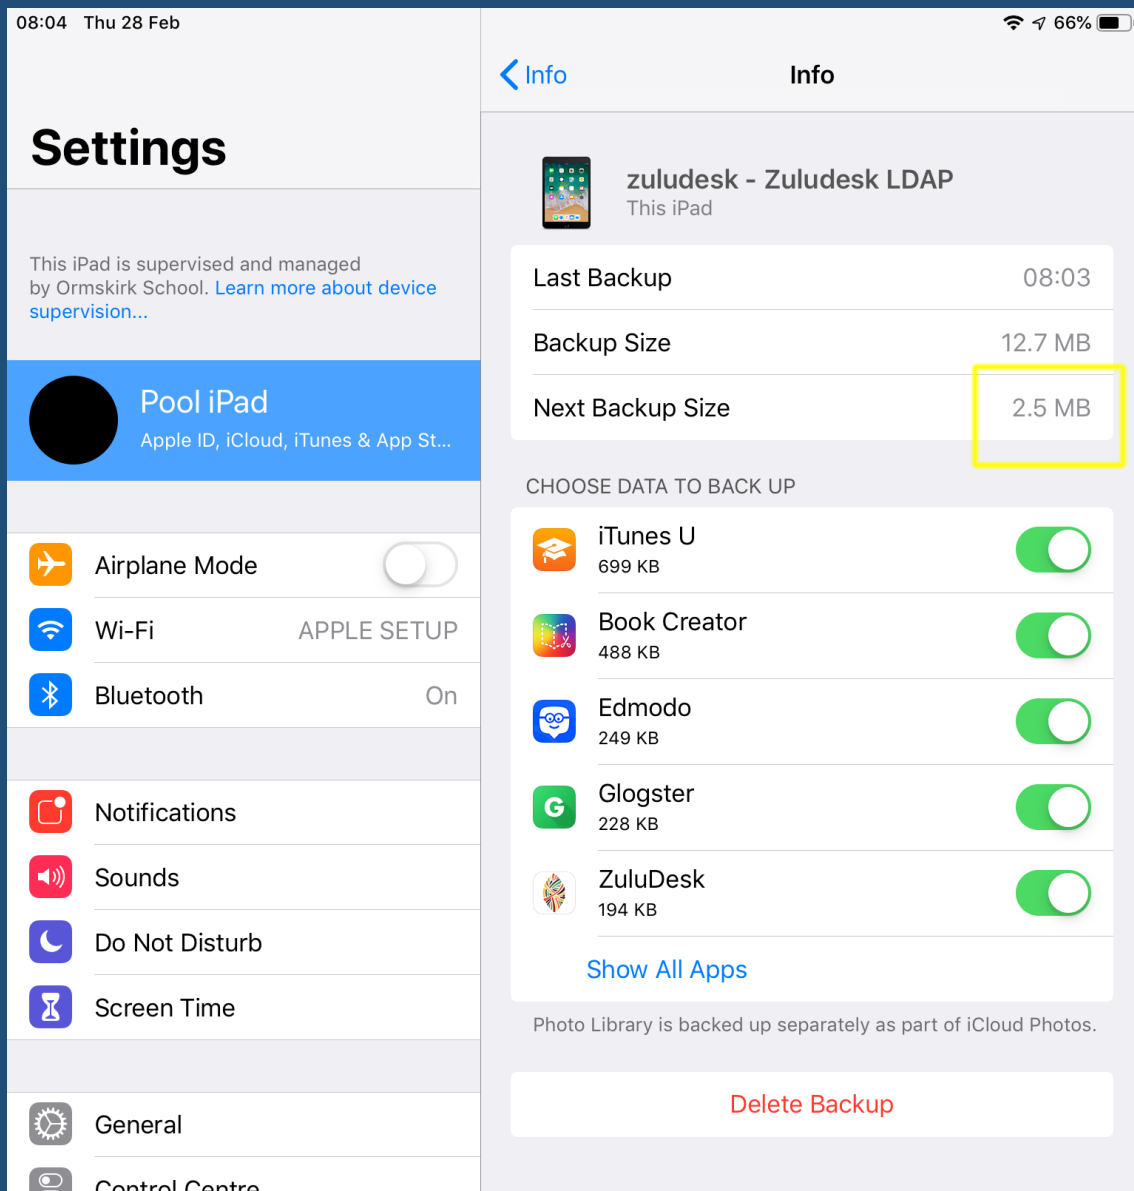 08:04 Thu 28 Feb
66%
Settings
This iPad is supervised and managed
by Ormskirk School. Learn more about device
supervision...
Pool iPad
Apple ID, iCloud, iTunes & App St...
Airplane Mode
Wi-Fi APPLE SETUP
Bluetooth On
Notifications
Sounds
Do Not Disturb
Screen Time
General
Control Centre
Info Info
zuludesk - Zuludesk LDAP
This iPad
Last Backup 08:03
Backup Size 12.7 MB
Next Backup Size 2.5 MB
CHOOSE DATA TO BACK UP
iTunes U
699 KB
Book Creator
488 KB
Edmodo
249 KB
G
Glogster
228 KB
ZuluDesk
194 KB
Show All Apps
Photo Library is backed up separately as part of iCloud Photos.
Delete Backup